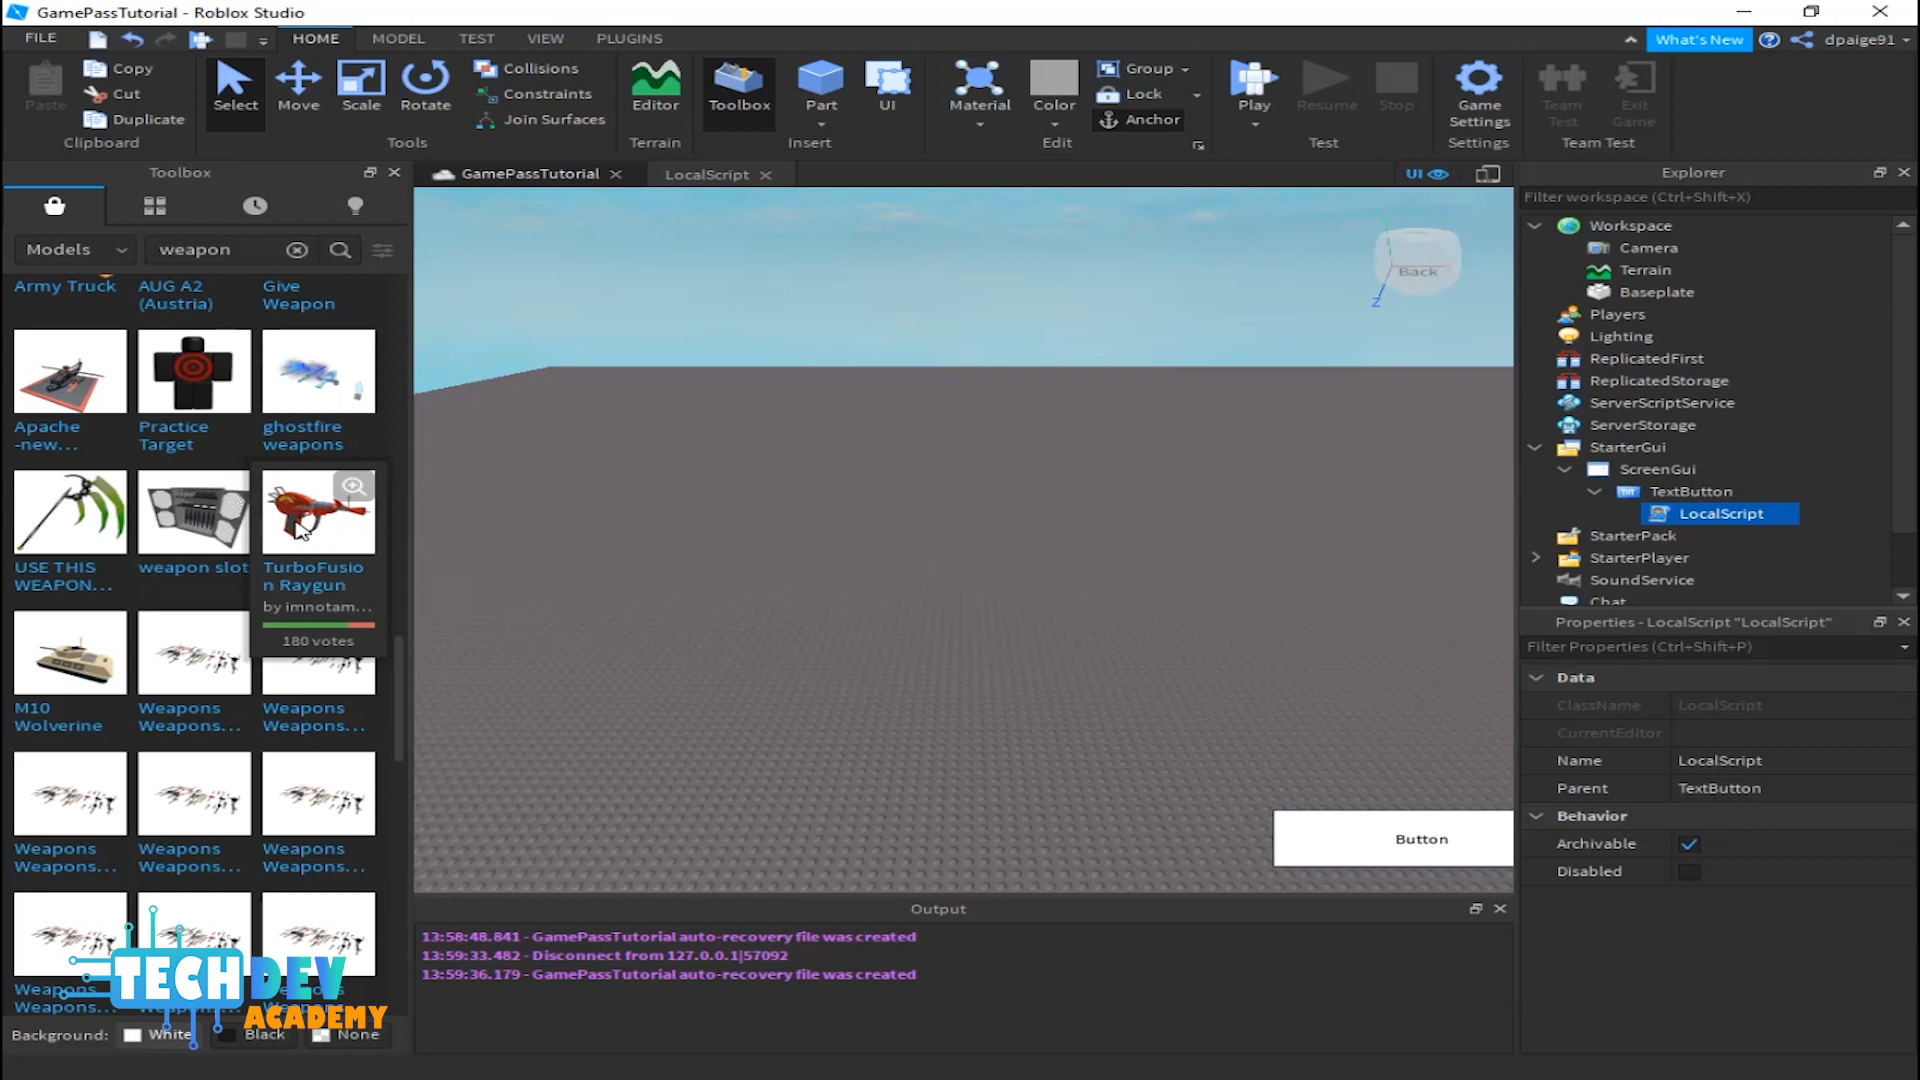 GamePassTutorial - Roblox Studio
FILE
HOME
MODEL
TEST
VIEW
PLUGINS
What's New
dpaige91
Paste
Copy
Cut
Duplicate
Clipboard
Select
Move
Scale
Rotate
Collisions
Constraints
Join Surfaces
Tools
Editor
Terrain
Toolbox
Part
UI
Insert
Material
Color
Group
Lock
Anchor
Edit
Play
Resume
Stop
Test
Game
Settings
Settings
Team
Test
Exit
Game
Team Test
Toolbox
GamePassTutorial
LocalScript
UI
Models
weapon
Army Truck
AUG A2
(Austria)
Give
Weapon
Apache
-new...
Practice
Target
ghostfire
weapons
USE THIS
WEAPON...
weapon slot
TurboFusio
n Raygun
by imnotam...
180 votes
M10
Wolverine
Weapons
Weapons...
Weapons
Weapons...
Weapons
Weapons...
Weapons
Weapons...
Weapons
Weapons...
Weapons
Weapons...
TECH DEV
ACADEMY
Background:
White
Black
None
Back
Z
Button
Output
13:58:48.841 - GamePassTutorial auto-recovery file was created
13:59:33.482 - Disconnect from 127.0.0.1|57092
13:59:36.179 - GamePassTutorial auto-recovery file was created
Explorer
Filter workspace (Ctrl+Shift+X)
Workspace
Camera
Terrain
Baseplate
Players
Lighting
ReplicatedFirst
ReplicatedStorage
ServerScriptService
ServerStorage
StarterGui
ScreenGui
TextButton
LocalScript
StarterPack
StarterPlayer
SoundService
Chat
Properties - LocalScript "LocalScript"
Filter Properties (Ctrl+Shift+P)
Data
ClassName LocalScript
CurrentEditor
Name LocalScript
Parent TextButton
Behavior
Archivable
Disabled